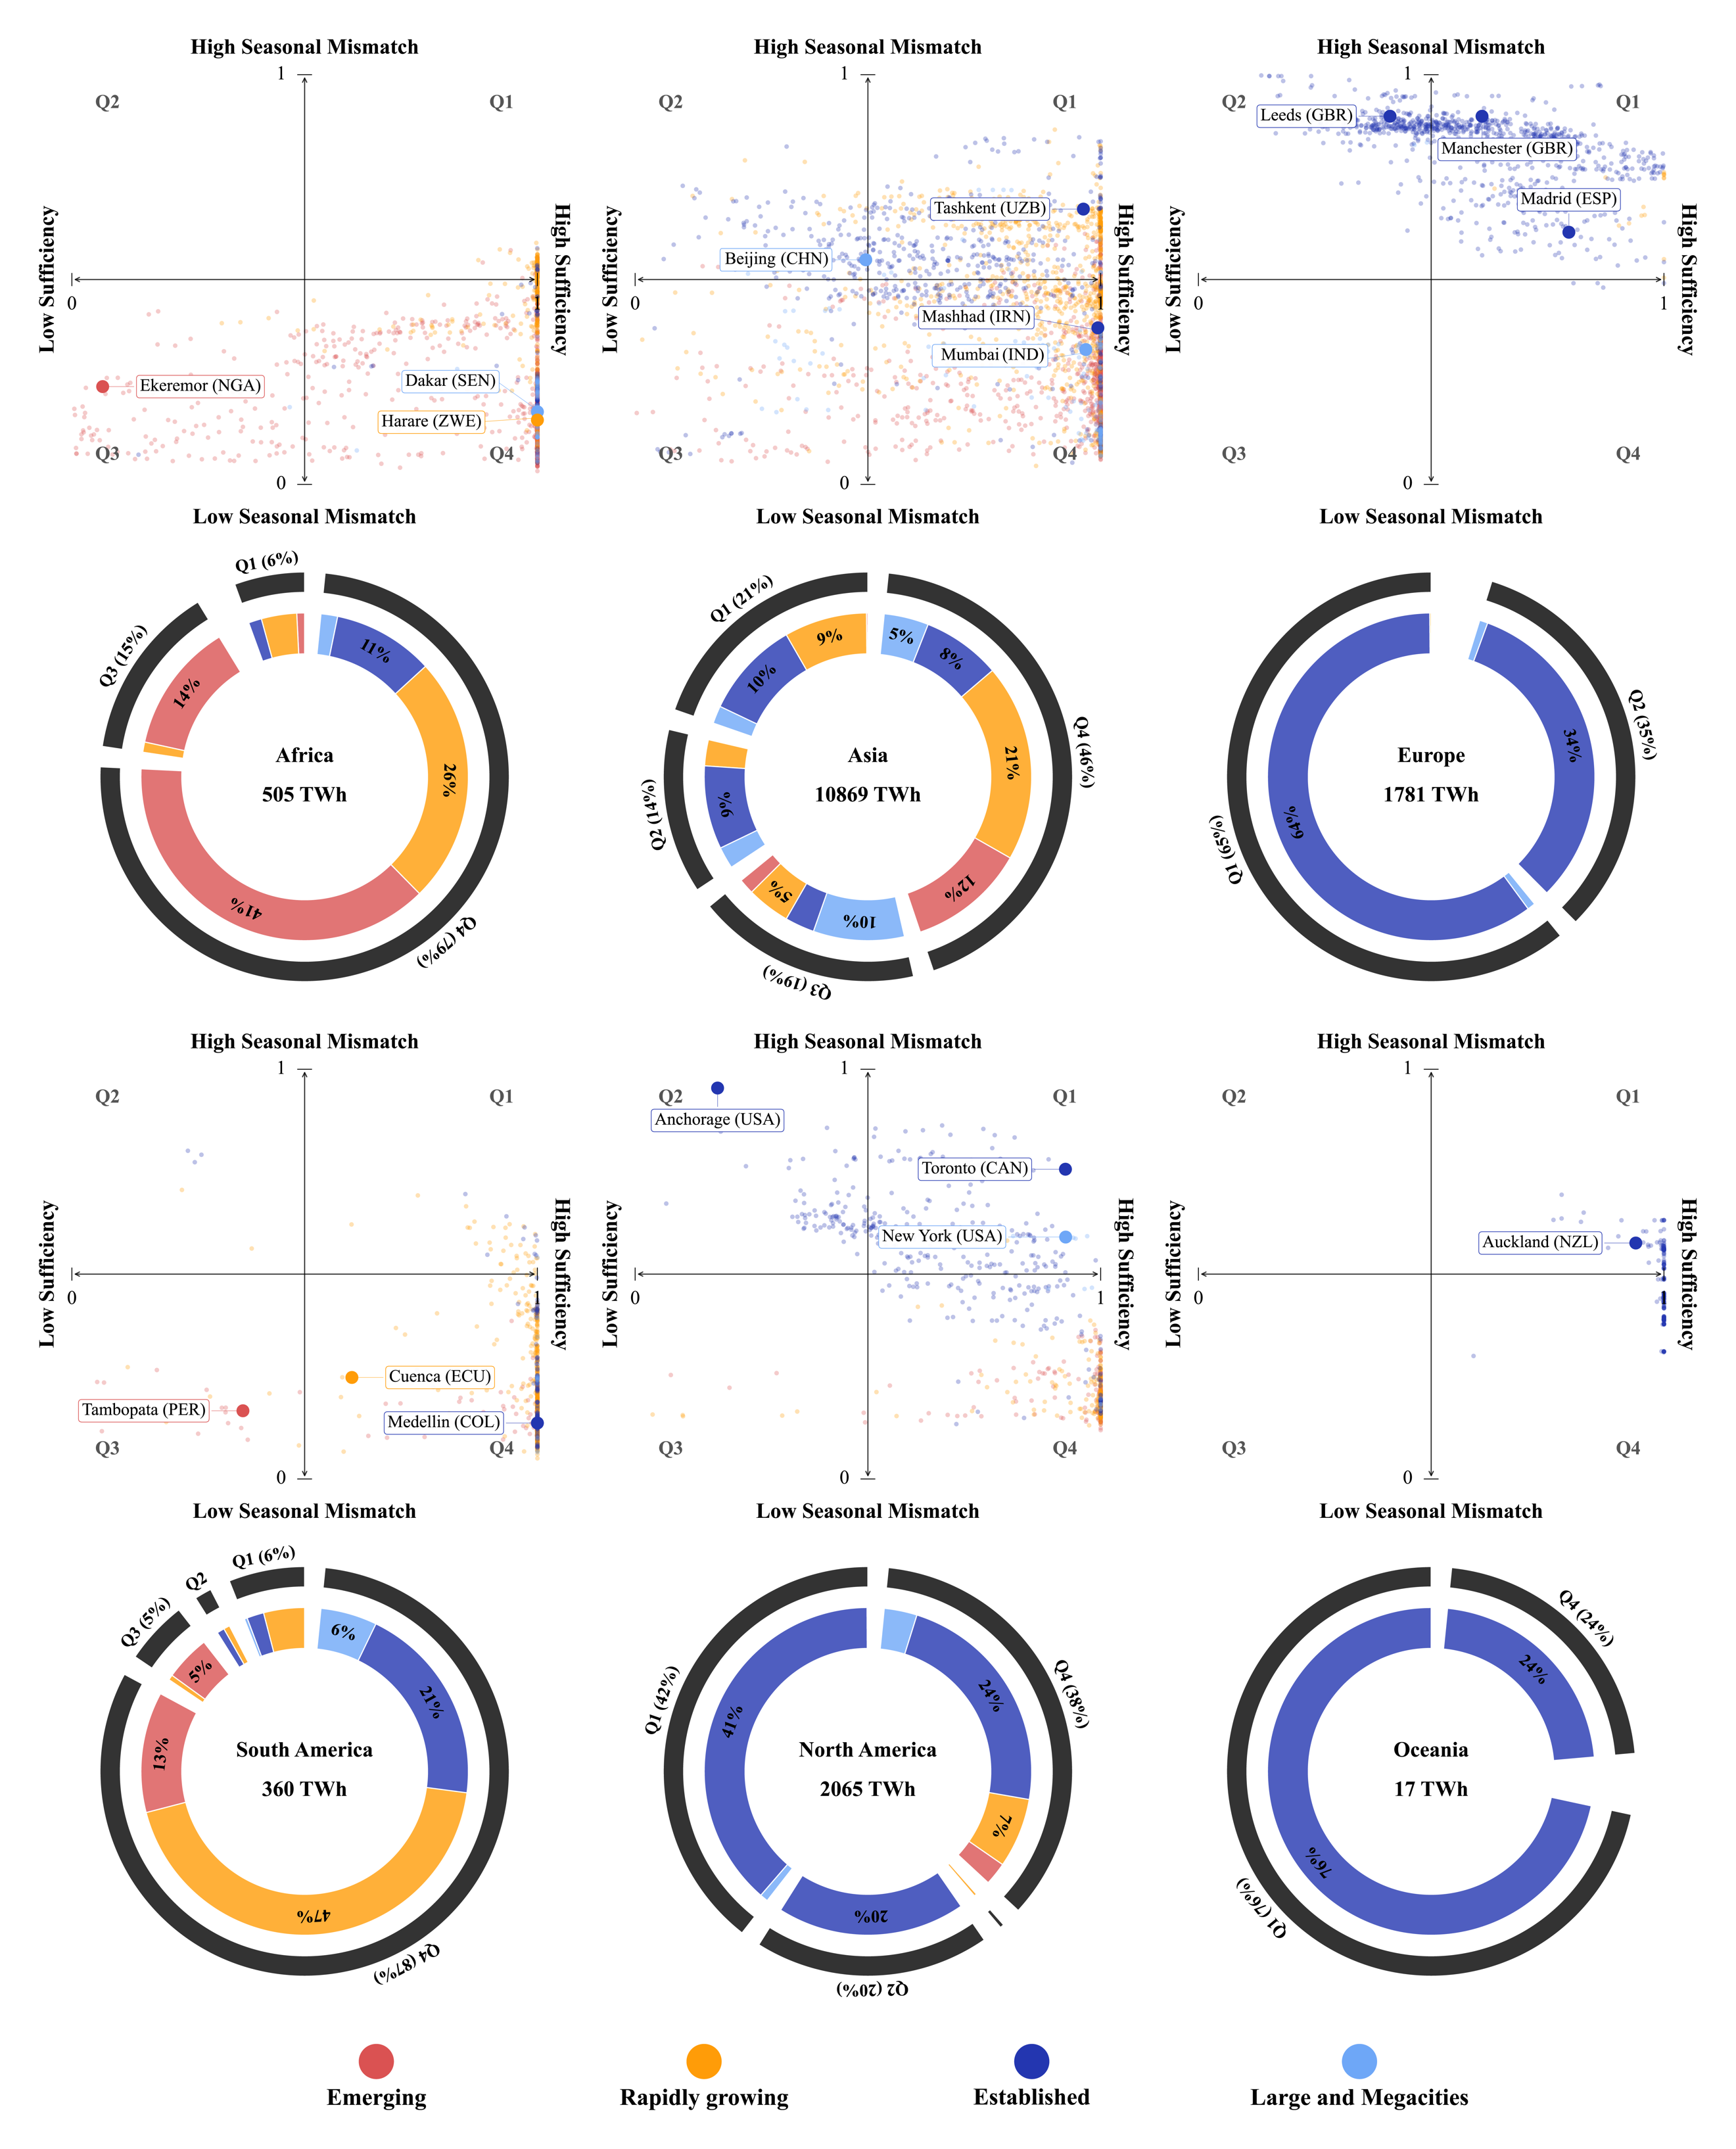 High Seasonal Mismatch
High Seasonal Mismatch
High Seasonal Mismatch
1
1
1
Q2
Q1
Q2
Q1
Q2
Q1
Leeds (GBR)
Manchester (GBR)
Madrid (ESP)
Tashkent (UZB)
Beijing (CHN)
Low Sufficiency
High Sufficiency
Low Sufficiency
High Sufficiency
Low Sufficiency
High Sufficiency
0
1
0
1
0
1
Mashhad (IRN)
Mumbai (IND)
Ekeremor (NGA)
Dakar (SEN)
Harare (ZWE)
Q3
Q4
Q3
Q4
Q3
Q4
0
0
0
Low Seasonal Mismatch
Low Seasonal Mismatch
Low Seasonal Mismatch
Q1 (6%)
Q3 (15%)
Q4 (79%)
11%
14%
26%
41%
Africa
505 TWh
Q1 (21%)
Q2 (14%)
Q3 (19%)
Q4 (46%)
9%
5%
8%
10%
21%
9%
5%
10%
12%
Asia
10869 TWh
Q2 (35%)
Q1 (65%)
34%
64%
Europe
1781 TWh
High Seasonal Mismatch
High Seasonal Mismatch
High Seasonal Mismatch
1
1
1
Q2
Q1
Q2
Q1
Q2
Q1
Anchorage (USA)
Toronto (CAN)
New York (USA)
Auckland (NZL)
Low Sufficiency
High Sufficiency
Low Sufficiency
High Sufficiency
Low Sufficiency
High Sufficiency
0
1
0
1
0
Cuenca (ECU)
Tambopata (PER)
Medellin (COL)
Q3
Q4
Q3
Q4
Q3
Q4
0
0
0
Low Seasonal Mismatch
Low Seasonal Mismatch
Low Seasonal Mismatch
Q1 (6%)
Q2
Q3 (5%)
Q4 (87%)
6%
5%
21%
13%
47%
South America
360 TWh
Q1 (42%)
Q4 (38%)
Q2 (20%)
24%
41%
7%
20%
North America
2065 TWh
Q4 (24%)
Q1 (76%)
24%
76%
Oceania
17 TWh
Emerging
Rapidly growing
Established
Large and Megacities